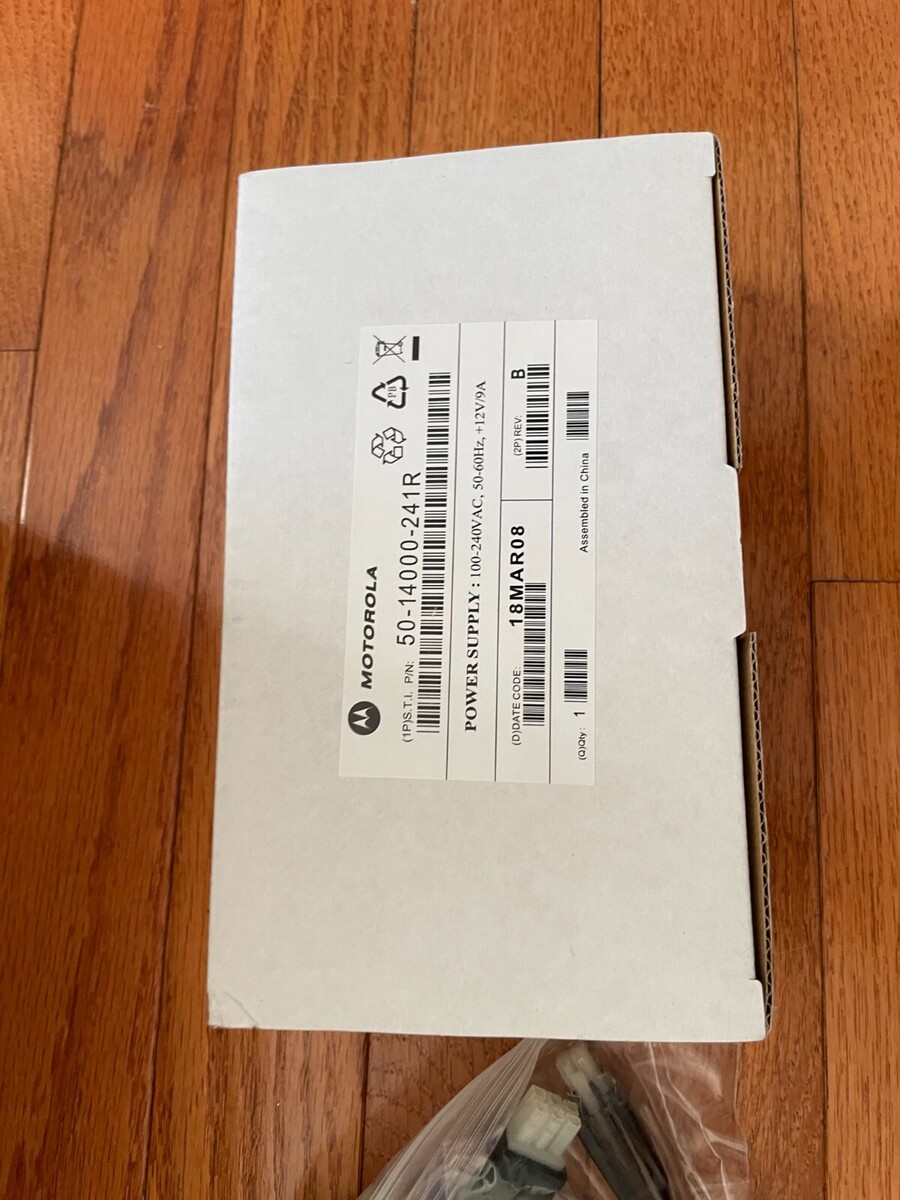 MOTOROLA
PB
(1P)S.T.I. P/N: 50-14000-241R
POWER SUPPLY : 100-240VAC, 50-60Hz, +12V/9A
(D)DATE CODE: 18MAR08
(2P)REV: B
(Q)Qty : 1
Assembled in China